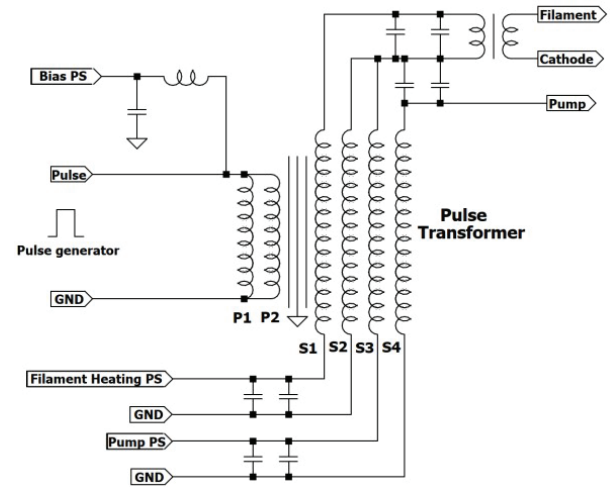 Filament
Cathode
Bias PS
Pump
Pulse
Pulse
Transformer
Pulse generator
GND
P1 P2
S1 S2 S3 S4
Filament Heating PS
GND
Pump PS
GND